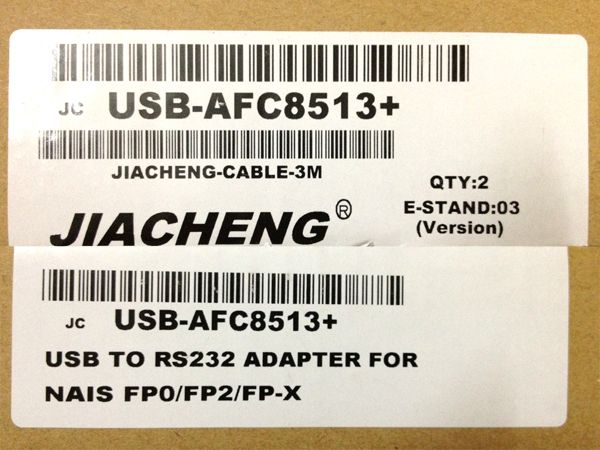 JC USB-AFC8513+
JIACHENG-CABLE-3M
QTY:2
JIACHENG®
E-STAND:03
(Version)
JC USB-AFC8513+
USB TO RS232 ADAPTER FOR
NAIS FP0/FP2/FP-X